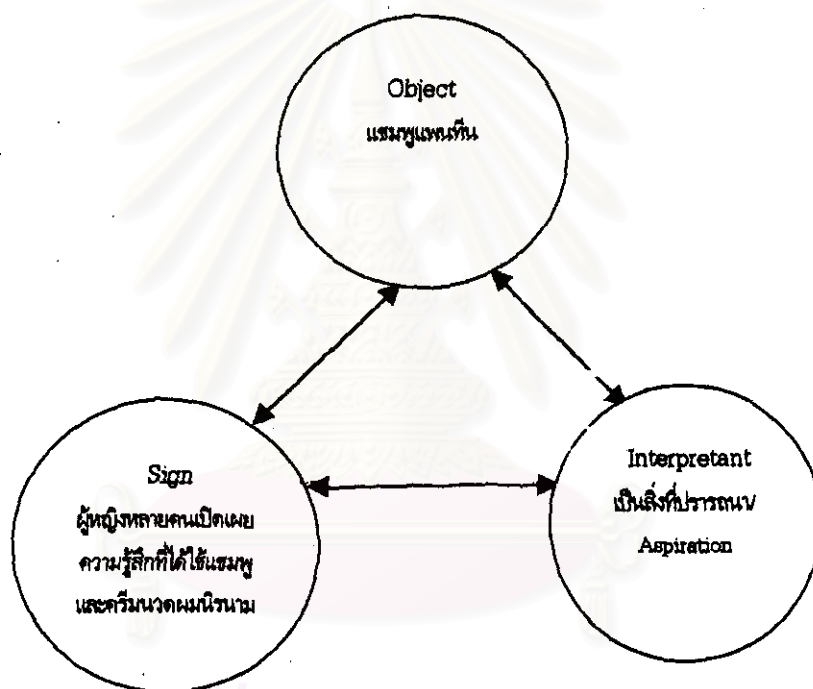 Object
แชมพูแพนทีน
Sign
ผู้หญิงหลายคนเปิดเผย
ความรู้สึกที่ได้ใช้แชมพู
และครีมนวดผมนิรนาม
Interpretant
เป็นสิ่งที่ปรารถนา/
Aspiration